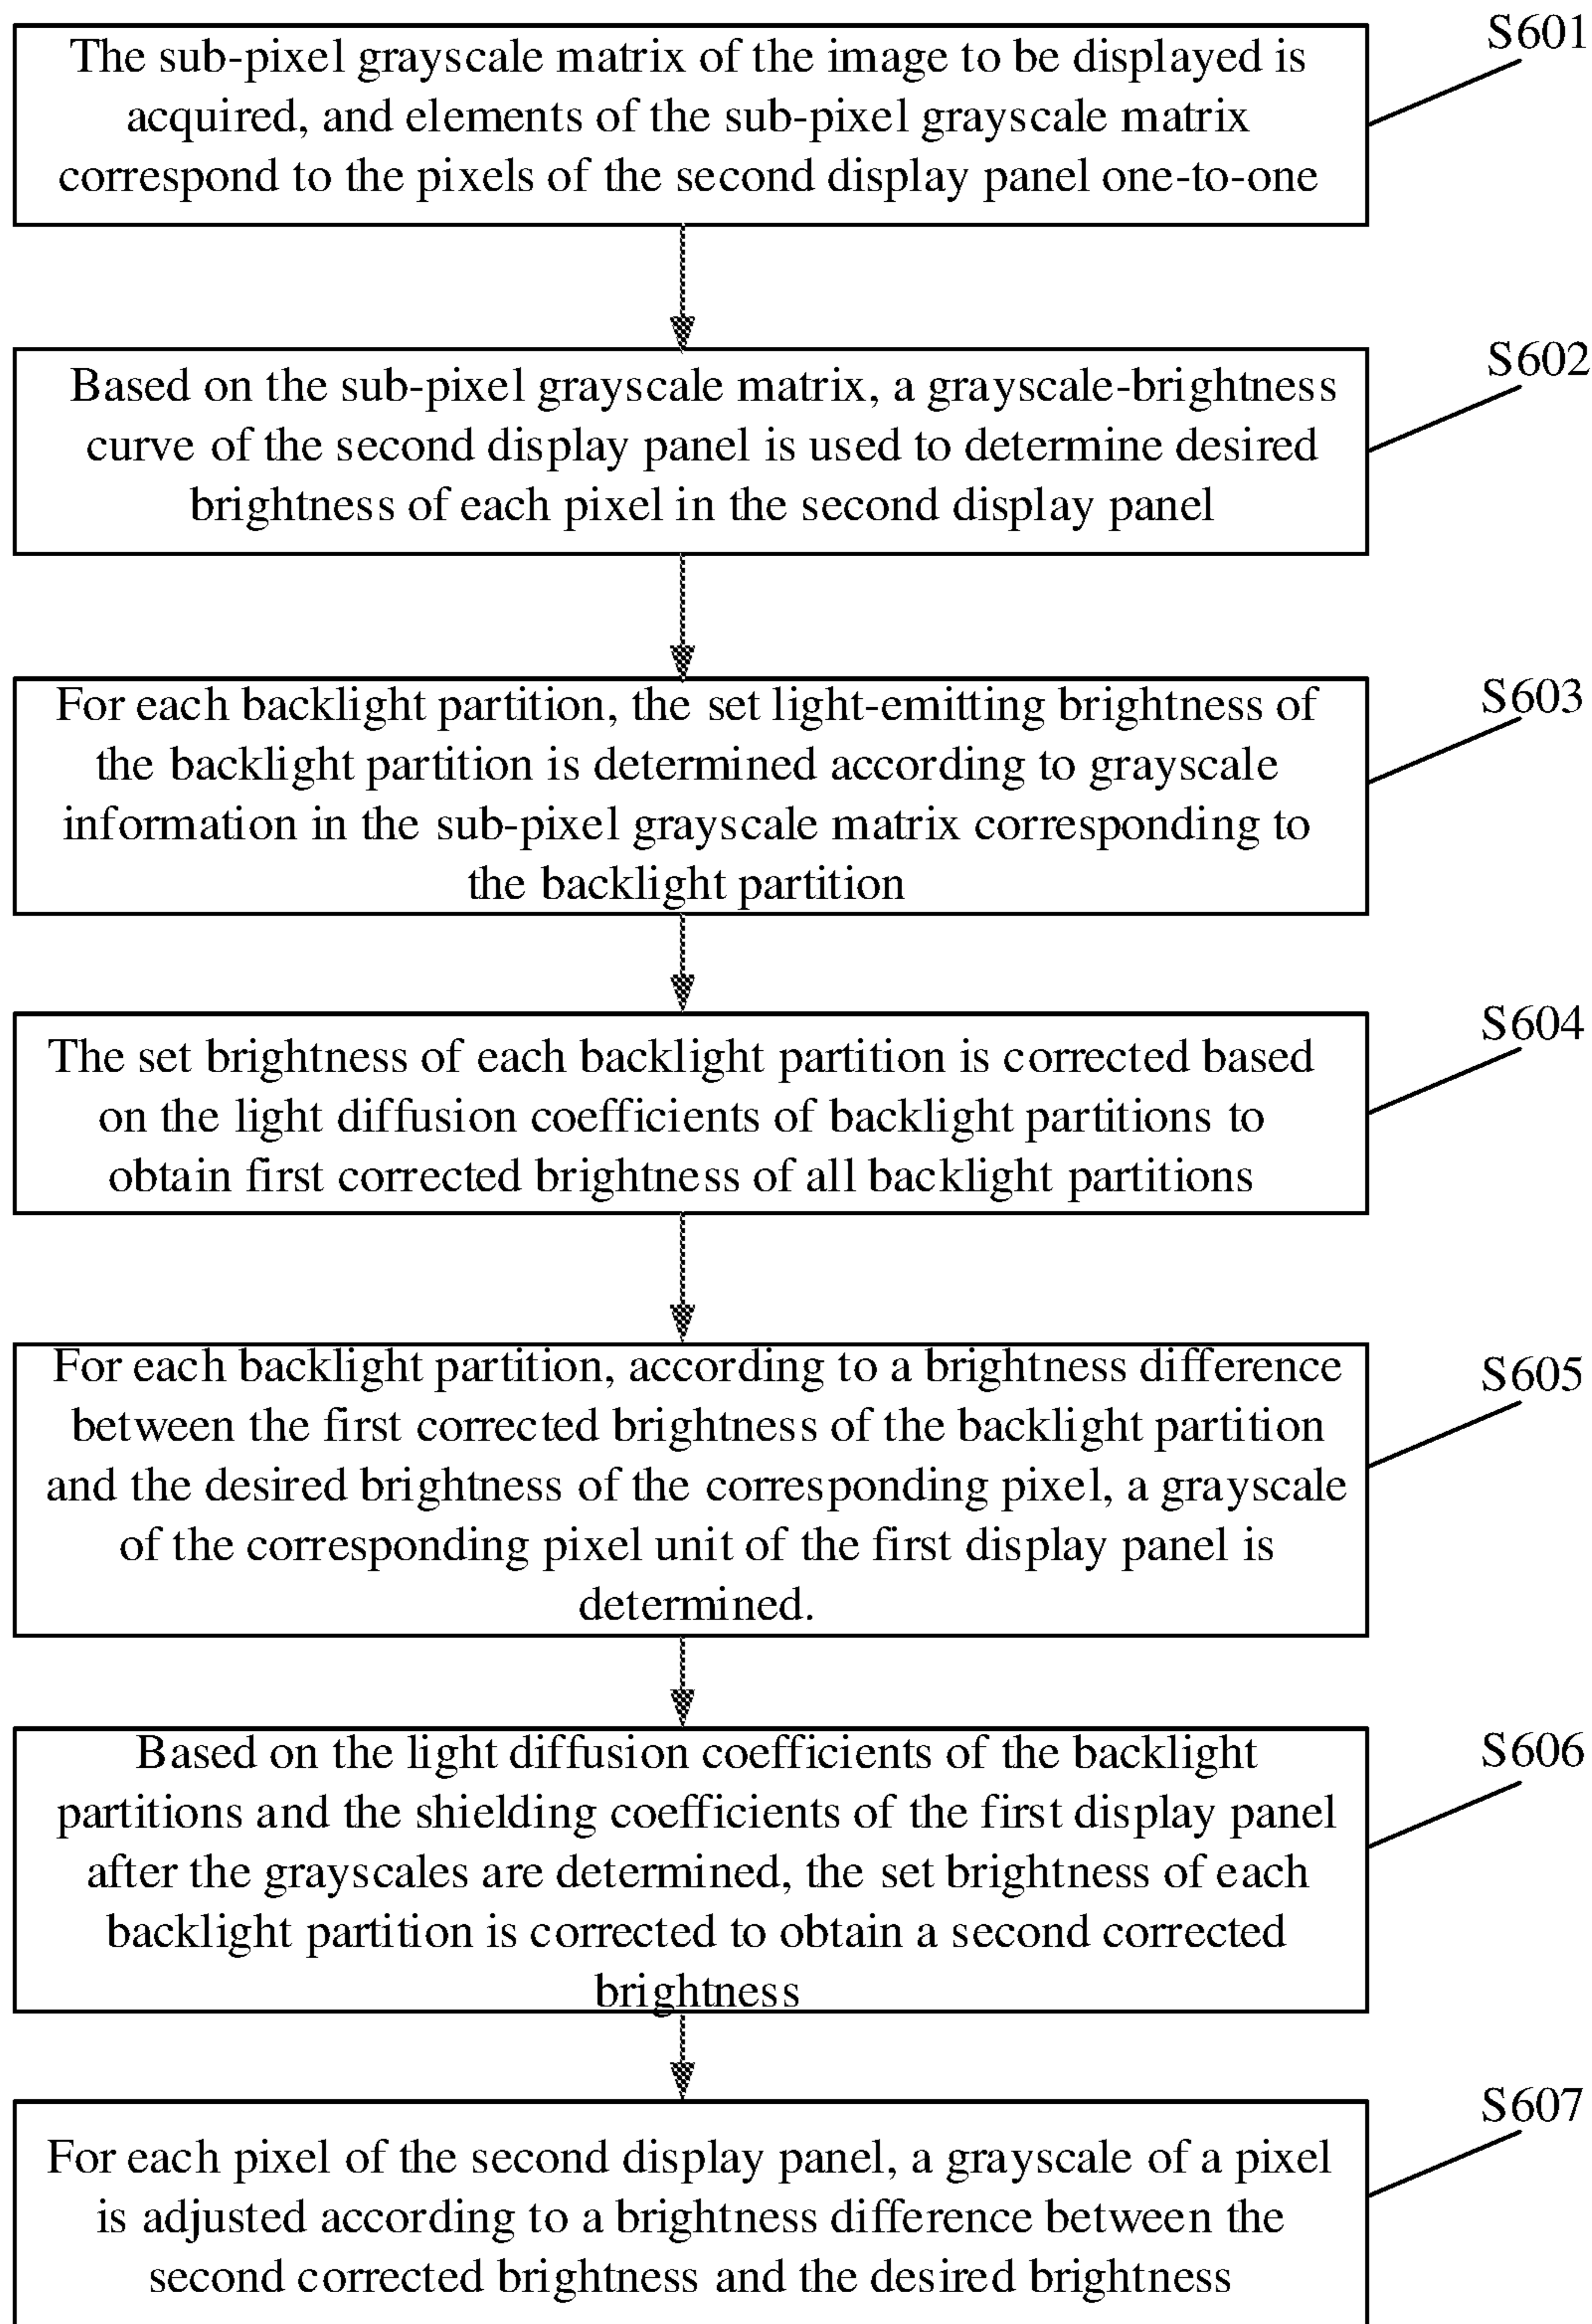 S601
The sub-pixel grayscale matrix of the image to be displayed is
acquired, and elements of the sub-pixel grayscale matrix
correspond to the pixels of the second display panel one-to-one
S602
Based on the sub-pixel grayscale matrix, a grayscale-brightness
curve of the second display panel is used to determine desired
brightness of each pixel in the second display panel
S603
For each backlight partition, the set light-emitting brightness of
the backlight partition is determined according to grayscale
information in the sub-pixel grayscale matrix corresponding to
the backlight partition
S604
The set brightness of each backlight partition is corrected based
on the light diffusion coefficients of backlight partitions to
obtain first corrected brightness of all backlight partitions
S605
For each backlight partition, according to a brightness difference
between the first corrected brightness of the backlight partition
and the desired brightness of the corresponding pixel, a grayscale
of the corresponding pixel unit of the first display panel is
determined.
S606
Based on the light diffusion coefficients of the backlight
partitions and the shielding coefficients of the first display panel
after the grayscales are determined, the set brightness of each
backlight partition is corrected to obtain a second corrected
brightness
S607
For each pixel of the second display panel, a grayscale of a pixel
is adjusted according to a brightness difference between the
second corrected brightness and the desired brightness